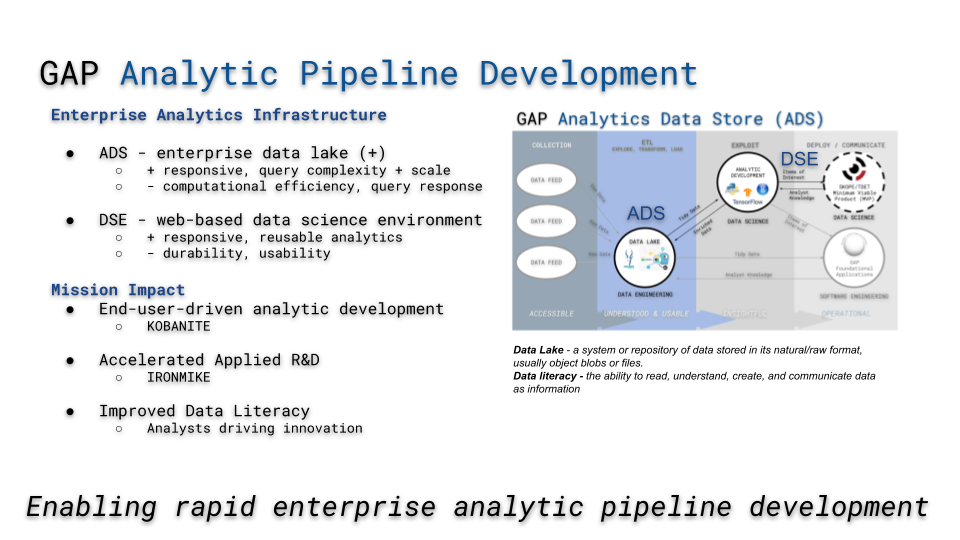 GAP Analytic Pipeline Development
Enterprise Analytics Infrastructure
● ADS - enterprise data lake (+)
○ + responsive, query complexity + scale
○ - computational efficiency, query response
● DSE - web-based data science environment
○ + responsive, reusable analytics
○ - durability, usability
Mission Impact
● End-user-driven analytic development
○ KOBANITE
● Accelerated Applied R&D
○ IRONMIKE
● Improved Data Literacy
○ Analysts driving innovation
GAP Analytics Data Store (ADS)
COLLECTION
ETL
EXPLORE, TRANSFORM, LOAD
EXPLOIT
DEPLOY / COMMUNICATE
DATA FEED
DATA FEED
DATA FEED
Raw Data
Raw Data
Raw Data
ADS
DATA LAKE
DATA ENGINEERING
Tidy Data
Enriched
Data
ANALYTIC
DEVELOPMENT
TensorFlow
DATA SCIENCE
DSE
Items of
Interest
Analyst
Knowledge
Minimum Viable
Product (MVP)
DATA SCIENCE
Items of
Interest
Tidy Data
Analyst Knowledge
GAP
Foundational
Applications
SOFTWARE ENGINEERING
ACCESSIBLE
UNDERSTOOD & USABLE
INSIGHTFUL
OPERATIONAL
Data Lake - a system or repository of data stored in its natural/raw format,
usually object blobs or files.
Data literacy - the ability to read, understand, create, and communicate data
as information
Enabling rapid enterprise analytic pipeline development